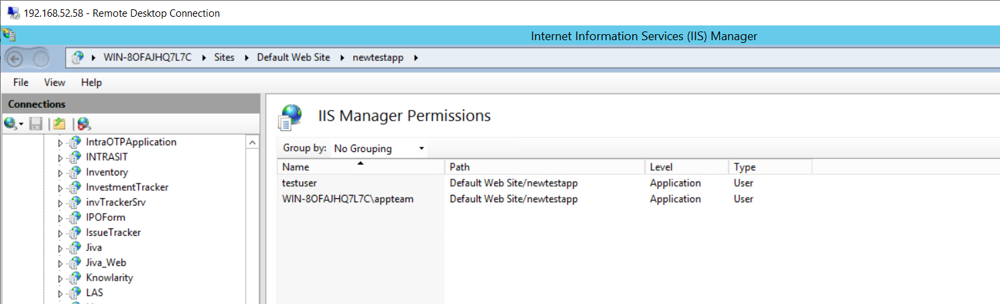 192.168.52.58 - Remote Desktop Connection
Internet Information Services (IIS) Manager
WIN-8OFAJHQ7L7C Sites Default Web Site newtestapp
File View Help
Connections
IntraOTPApplication
INTRASIT
Inventory
InvestmentTracker
invTrackerSrv
IPOForm
IssueTracker
Jiva
Jiva_Web
Knowlarity
LAS
IIS Manager Permissions
Group by: No Grouping
Name Path Level Type
testuser Default Web Site/newtestapp Application User
WIN-8OFAJHQ7L7C\appteam Default Web Site/newtestapp Application User